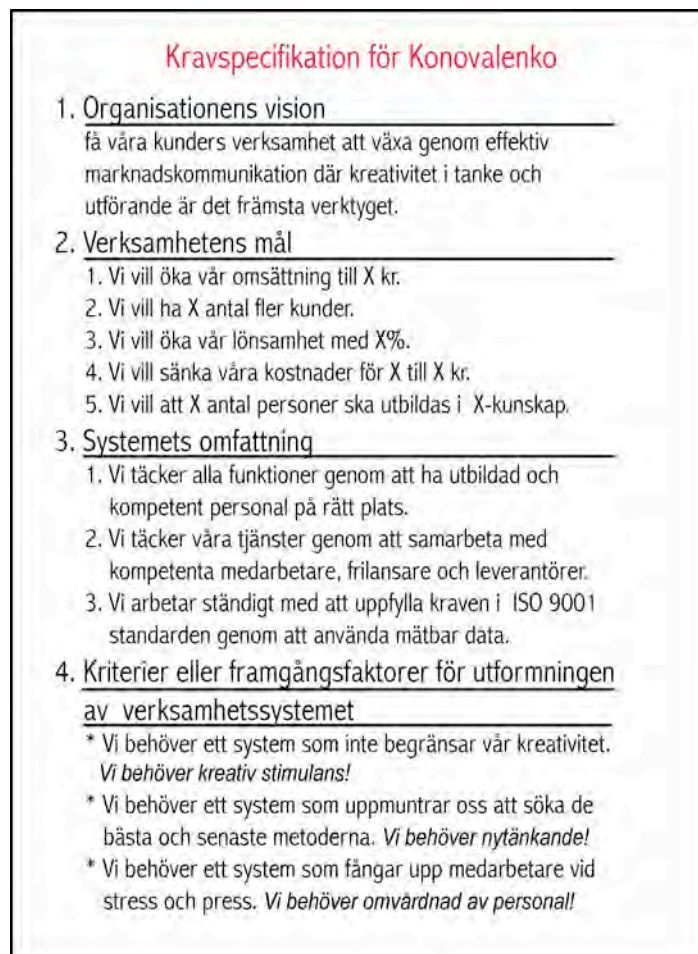 Kravspecifikation för Konovalenko
1. Organisationens vision
få våra kunders verksamhet att växa genom effektiv
marknadskommunikation där kreativitet i tanke och
utförande är det främsta verktyget.
2. Verksamhetens mål
1. Vi vill öka vår omsättning till X kr.
2. Vi vill ha X antal fler kunder.
3. Vi vill öka vår lönsamhet med X%.
4. Vi vill sänka våra kostnader för X till X kr.
5. Vi vill att X antal personer ska utbildas i X-kunskap.
3. Systemets omfattning
1. Vi täcker alla funktioner genom att ha utbildad och
kompetent personal på rätt plats.
2. Vi täcker våra tjänster genom att samarbeta med
kompetenta medarbetare, frilansare och leverantörer.
3. Vi arbetar ständigt med att uppfylla kraven i ISO 9001
standarden genom att använda mätbar data.
4. Kriterier eller framgångsfaktorer för utformningen
av verksamhetssystemet
* Vi behöver ett system som inte begränsar vår kreativitet.
Vi behöver kreativ stimulans!
* Vi behöver ett system som uppmuntrar oss att söka de
bästa och senaste metoderna. Vi behöver nytänkande!
* Vi behöver ett system som fångar upp medarbetare vid
stress och press. Vi behöver omvårdnad av personal!